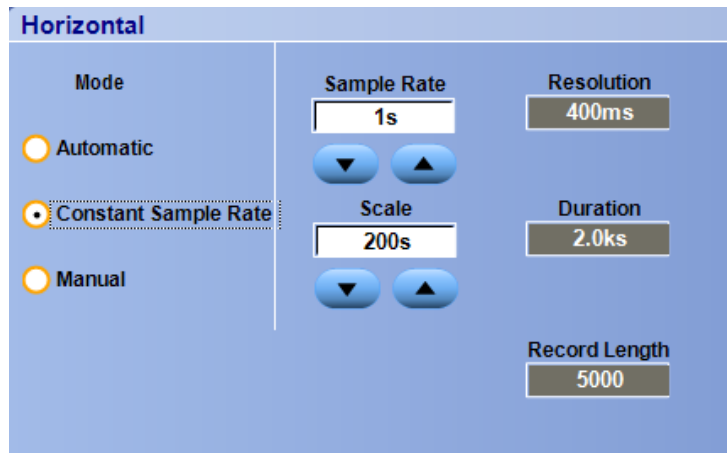 Horizontal
Mode
Automatic
Constant Sample Rate
Manual
Sample Rate
1s
Scale
200s
Resolution
400ms
Duration
2.0ks
Record Length
5000